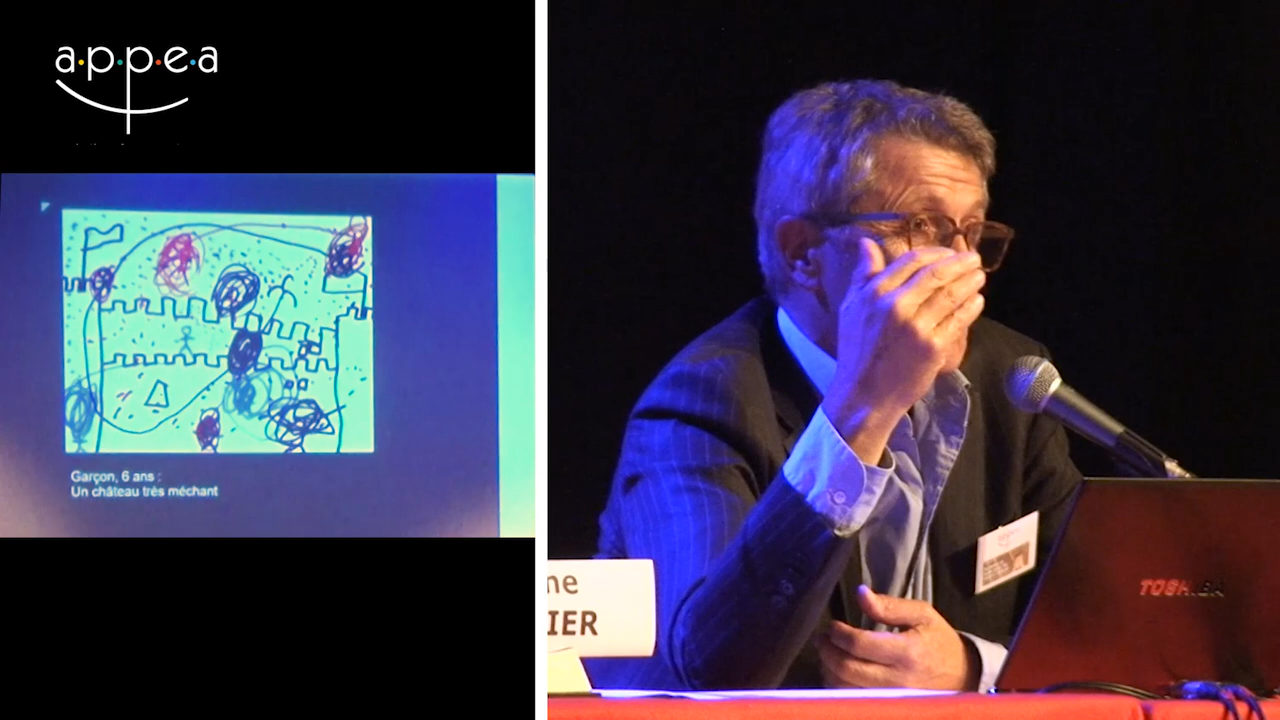 a·p·p·e·a
Garçon, 6 ans :
Un château très méchant
ne
IER
TOSHIBA